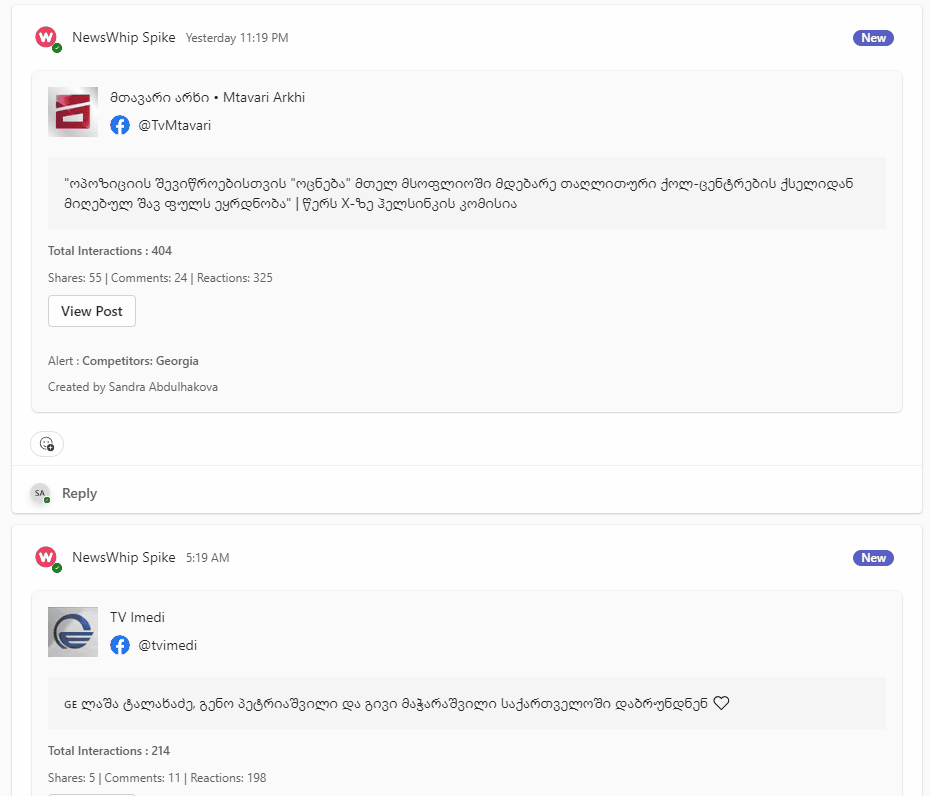 NewsWhip Spike Yesterday 11:19 PM New
მთავარი არხი • Mtavari Arkhi
@TvMtavari
"ოპოზიციის შევიწროებისთვის "ოცნება" მთელ მსოფლიოში მდებარე თაღლითური ქოლ-ცენტრების ქსელიდან
მიღებულ შავ ფულს ეყრდნობა" | წერს X-ზე ჰელსინკის კომისია
Total Interactions : 404
Shares: 55 | Comments: 24 | Reactions: 325
View Post
Alert : Competitors: Georgia
Created by Sandra Abdulhakova
SA Reply
NewsWhip Spike 5:19 AM New
TV Imedi
@tvimedi
GE ლაშა ტალახაძე, გენო პეტრიაშვილი და გივი მაჭარაშვილი საქართველოში დაბრუნდნენ ♡
Total Interactions : 214
Shares: 5 | Comments: 11 | Reactions: 198